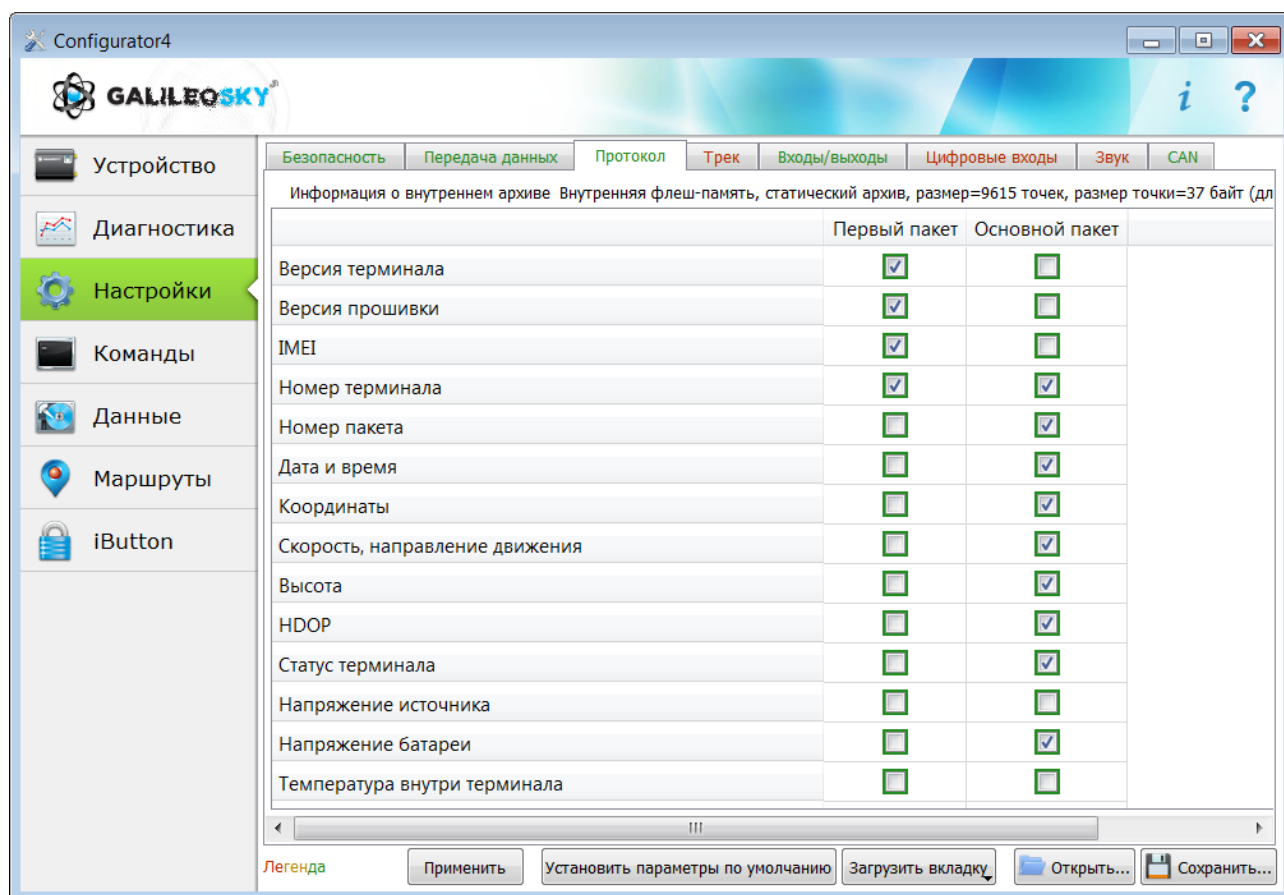 Configurator4
GALILEOSKY®
i ?
Устройство
Диагностика
Настройки
Команды
Данные
Маршруты
iButton
Безопасность Передача данных Протокол Трек Входы/выходы Цифровые входы Звук CAN
Информация о внутреннем архиве Внутренняя флеш-память, статический архив, размер=9615 точек, размер точки=37 байт (дл
Первый пакет Основной пакет
Версия терминала
Версия прошивки
IMEI
Номер терминала
Номер пакета
Дата и время
Координаты
Скорость, направление движения
Высота
HDOP
Статус терминала
Напряжение источника
Напряжение батареи
Температура внутри терминала
Легенда Применить Установить параметры по умолчанию Загрузить вкладку Открыть... Сохранить...